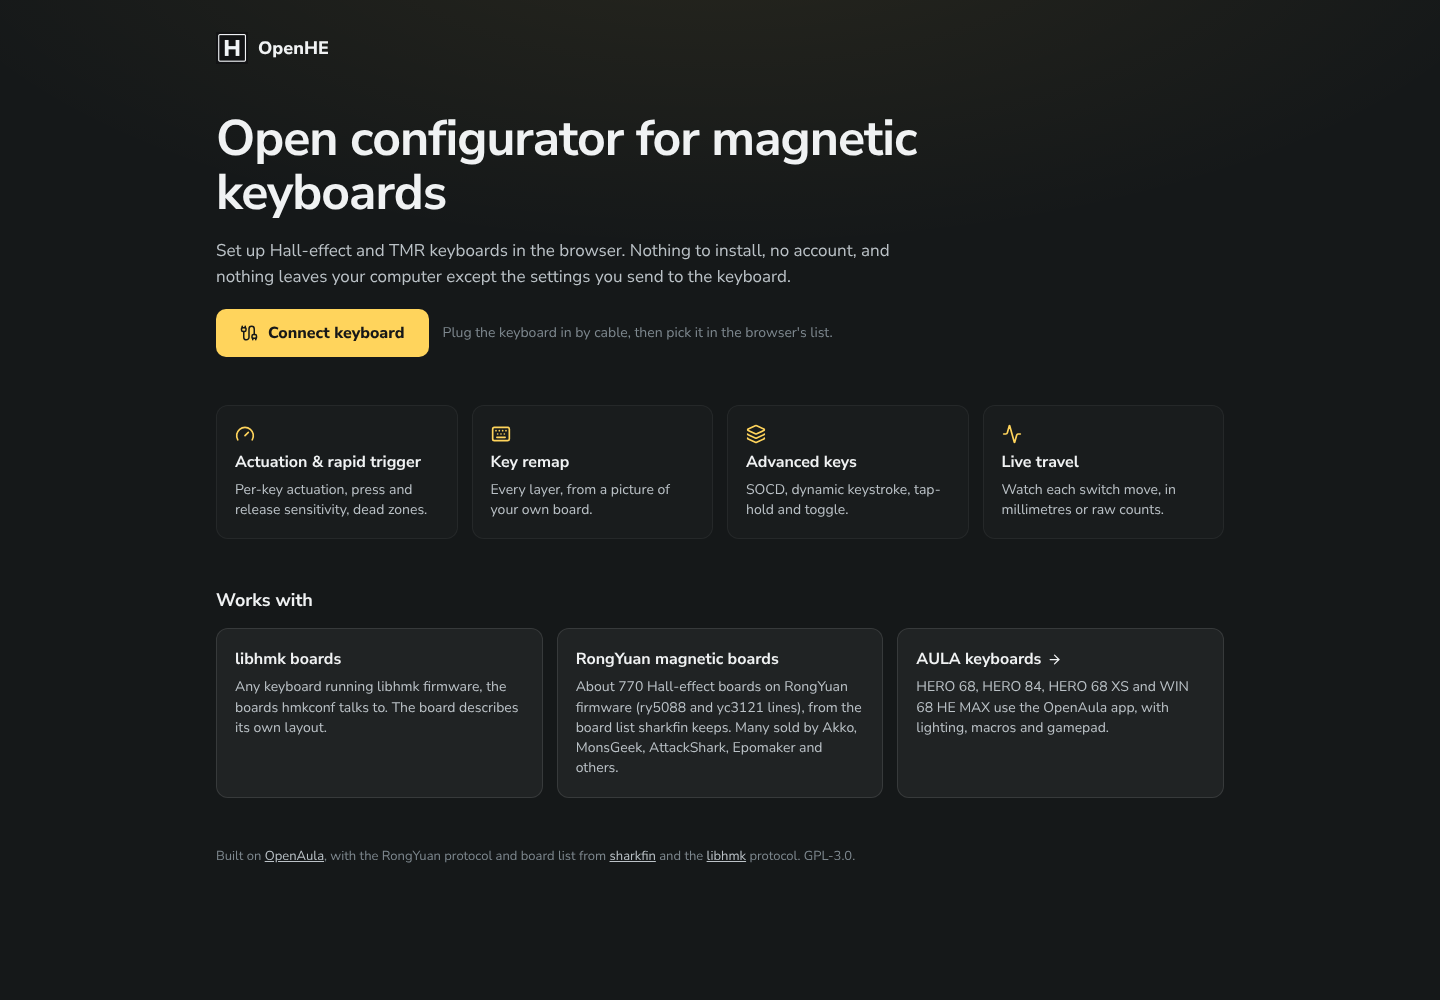 H OpenHE
Open configurator for magnetic
keyboards
Set up Hall-effect and TMR keyboards in the browser. Nothing to install, no account, and
nothing leaves your computer except the settings you send to the keyboard.
Connect keyboard
Plug the keyboard in by cable, then pick it in the browser's list.
Actuation & rapid trigger
Per-key actuation, press and
release sensitivity, dead zones.
Key remap
Every layer, from a picture of
your own board.
Advanced keys
SOCD, dynamic keystroke, tap-
hold and toggle.
Live travel
Watch each switch move, in
millimetres or raw counts.
Works with
libhmk boards
Any keyboard running libhmk firmware, the
boards hmkconf talks to. The board describes
its own layout.
RongYuan magnetic boards
About 770 Hall-effect boards on RongYuan
firmware (ry5088 and yc3121 lines), from the
board list sharkfin keeps. Many sold by Akko,
MonsGeek, AttackShark, Epomaker and
others.
AULA keyboards →
HERO 68, HERO 84, HERO 68 XS and WIN
68 HE MAX use the OpenAula app, with
lighting, macros and gamepad.
Built on OpenAula, with the RongYuan protocol and board list from sharkfin and the libhmk protocol. GPL-3.0.